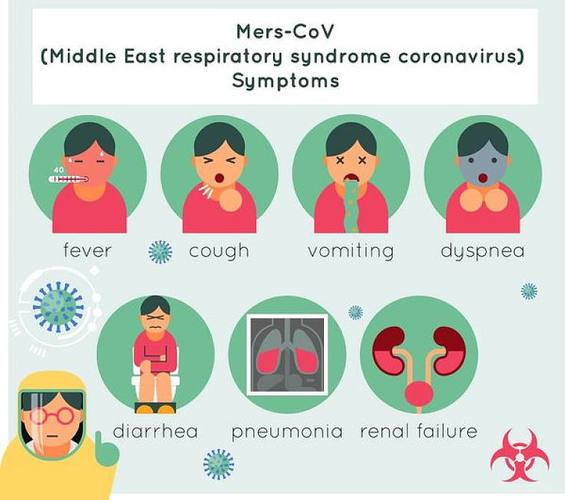 Mers-CoV
(Middle East respiratory syndrome coronavirus)
Symptoms
40
fever
cough
vomiting
dyspnea
diarrhea
pneumonia
renal failure